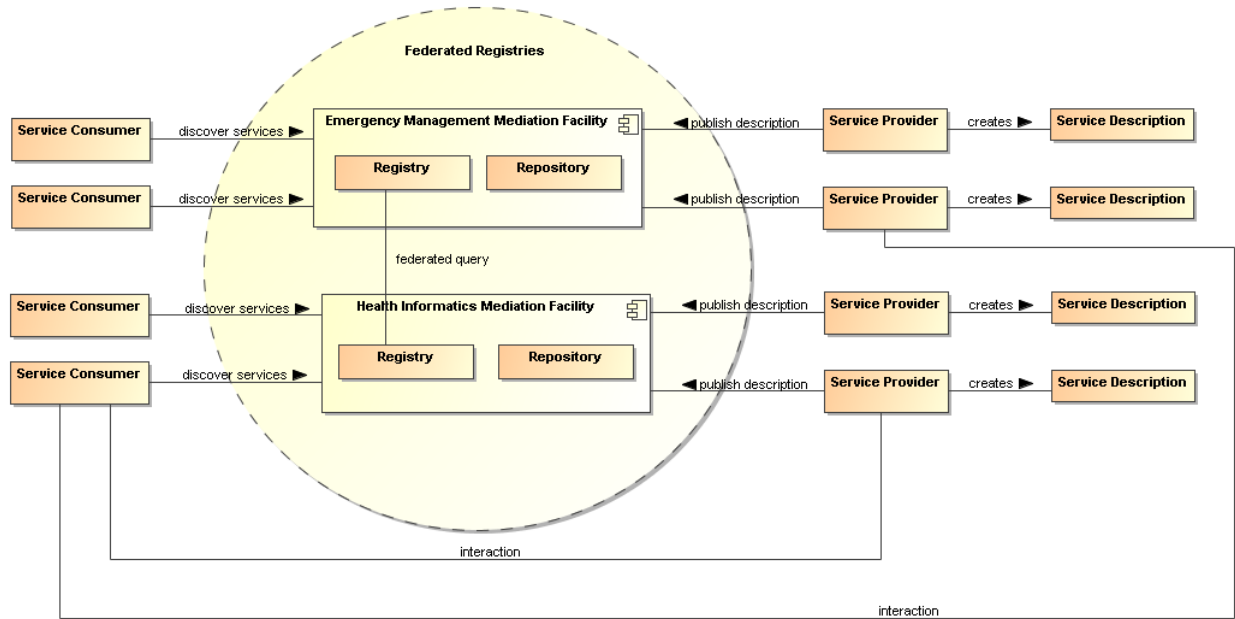 Federated Registries
Service Consumer
discover services
Emergency Management Mediation Facility
publish description
Service Provider
creates
Service Description
Registry
Repository
Service Consumer
discover services
publish description
Service Provider
creates
Service Description
federated query
Service Consumer
discover services
Health Informatics Mediation Facility
publish description
Service Provider
creates
Service Description
Registry
Repository
Service Consumer
discover services
publish description
Service Provider
creates
Service Description
interaction
interaction